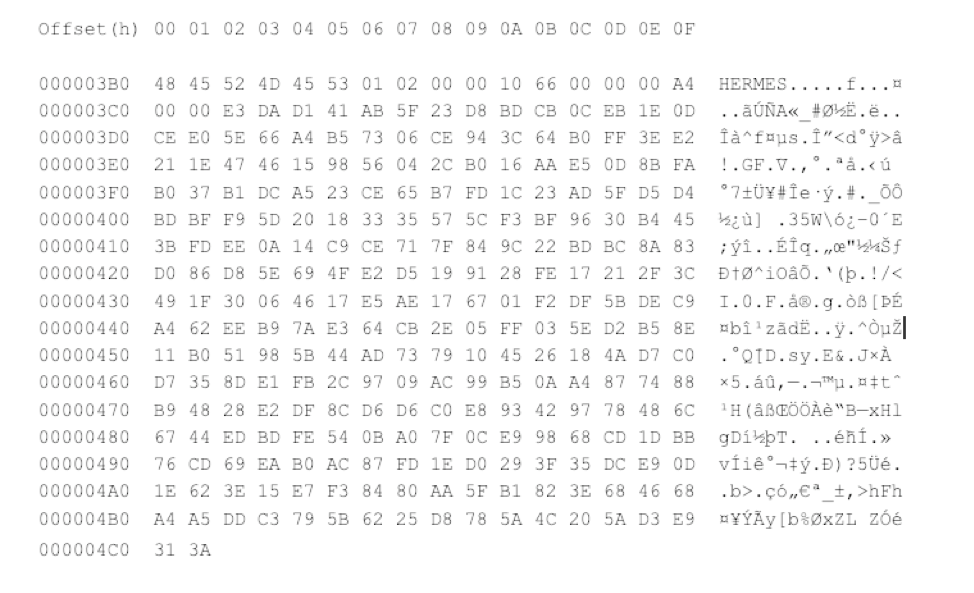 Offset(h) 00 01 02 03 04 05 06 07 08 09 0A 0B 0C 0D 0E 0F
000003B0 48 45 52 4D 45 53 01 02 00 00 10 66 00 00 00 A4 HERMES.....f...¤
000003C0 00 00 E3 DA D1 41 AB 5F 23 D8 BD CB 0C EB 1E 0D ..ãÚÑA«_#Ø½Ë.ë..
000003D0 CE E0 5E 66 A4 B5 73 06 CE 94 3C 64 B0 FF 3E E2 Îà^f¤µs.Δ<d°ÿ>â
000003E0 21 1E 47 46 15 98 56 04 2C B0 16 AA E5 0D 8B FA !.GF.V.,°.ªå.‹ú
000003F0 B0 37 B1 DC A5 23 CE 65 B7 FD 1C 23 AD 5F D5 D4 °7±Ü¥#Îe·ý.#._ÕÔ
00000400 BD BF F9 5D 20 18 33 35 57 5C F3 BF 96 30 B4 45 ½¿ù] .35W\ó¿–0´E
00000410 3B FD EE 0A 14 C9 CE 71 7F 84 9C 22 BD BC 8A 83 ;ýî..ÉÎq.„œ"½¼Šƒ
00000420 D0 86 D8 5E 69 4F E2 D5 19 91 28 FE 17 21 2F 3C Ð†Ø^iOâÕ.‘(þ.!/<
00000430 49 1F 30 06 46 17 E5 AE 17 67 01 F2 DF 5B DE C9 I.0.F.å®.g.òß[ÞÉ
00000440 A4 62 EE B9 7A E3 64 CB 2E 05 FF 03 5E D2 B5 8E ¤bî¹zãdË..ÿ.^ÒµŽ
00000450 11 B0 51 98 5B 44 AD 73 79 10 45 26 18 4A D7 C0 .°Q˜[D.sy.E&.J×À
00000460 D7 35 8D E1 FB 2C 97 09 AC 99 B5 0A A4 87 74 88 ×5.áû,—.¬™µ.¤‡tˆ
00000470 B9 48 28 E2 DF 8C D6 D6 C0 E8 93 42 97 78 48 6C ¹H(âßŒÖÖÀè“B—xHl
00000480 67 44 ED BD FE 54 0B A0 7F 0C E9 98 68 CD 1D BB gDí½þT. ..é˜hÍ.»
00000490 76 CD 69 EA B0 AC 87 FD 1E D0 29 3F 35 DC E9 0D vÍiê°¬‡ý.Ð)?5Üé.
000004A0 1E 62 3E 15 E7 F3 84 80 AA 5F B1 82 3E 68 46 68 .b>.çó„€ª_±‚>hFh
000004B0 A4 A5 DD C3 79 5B 62 25 D8 78 5A 4C 20 5A D3 E9 ¤¥ÝÃy[b%ØxZL ZÓé
000004C0 31 3A